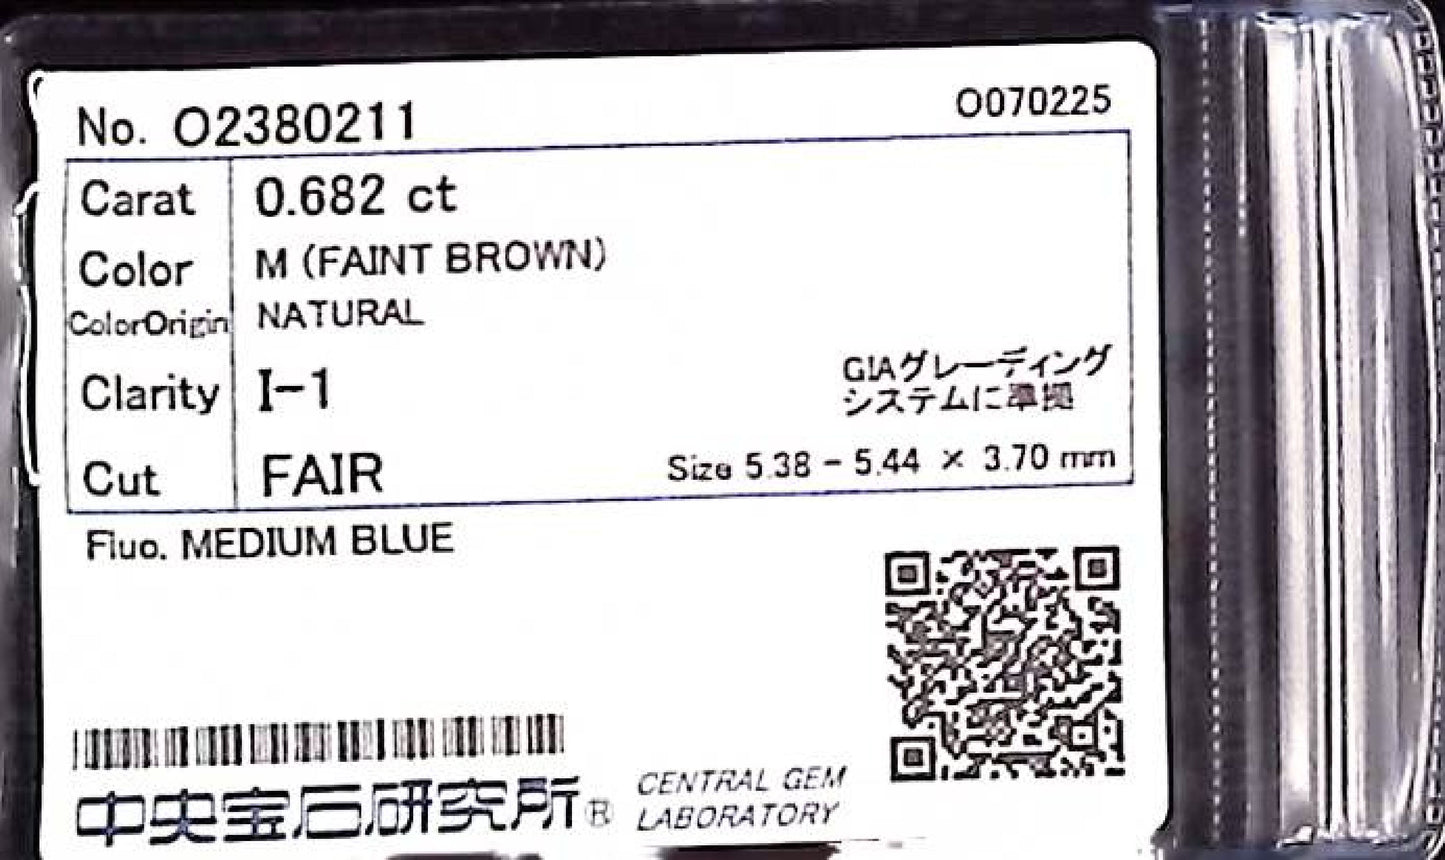 No. O2380211
O070225
Carat 0.682 ct
Color M (FAINT BROWN)
ColorOrigin NATURAL
Clarity I-1
GIAグレーディング
システムに準拠
Cut FAIR
Size 5.38 - 5.44 × 3.70 mm
Fluo. MEDIUM BLUE
中央宝石研究所®
CENTRAL GEM
LABORATORY